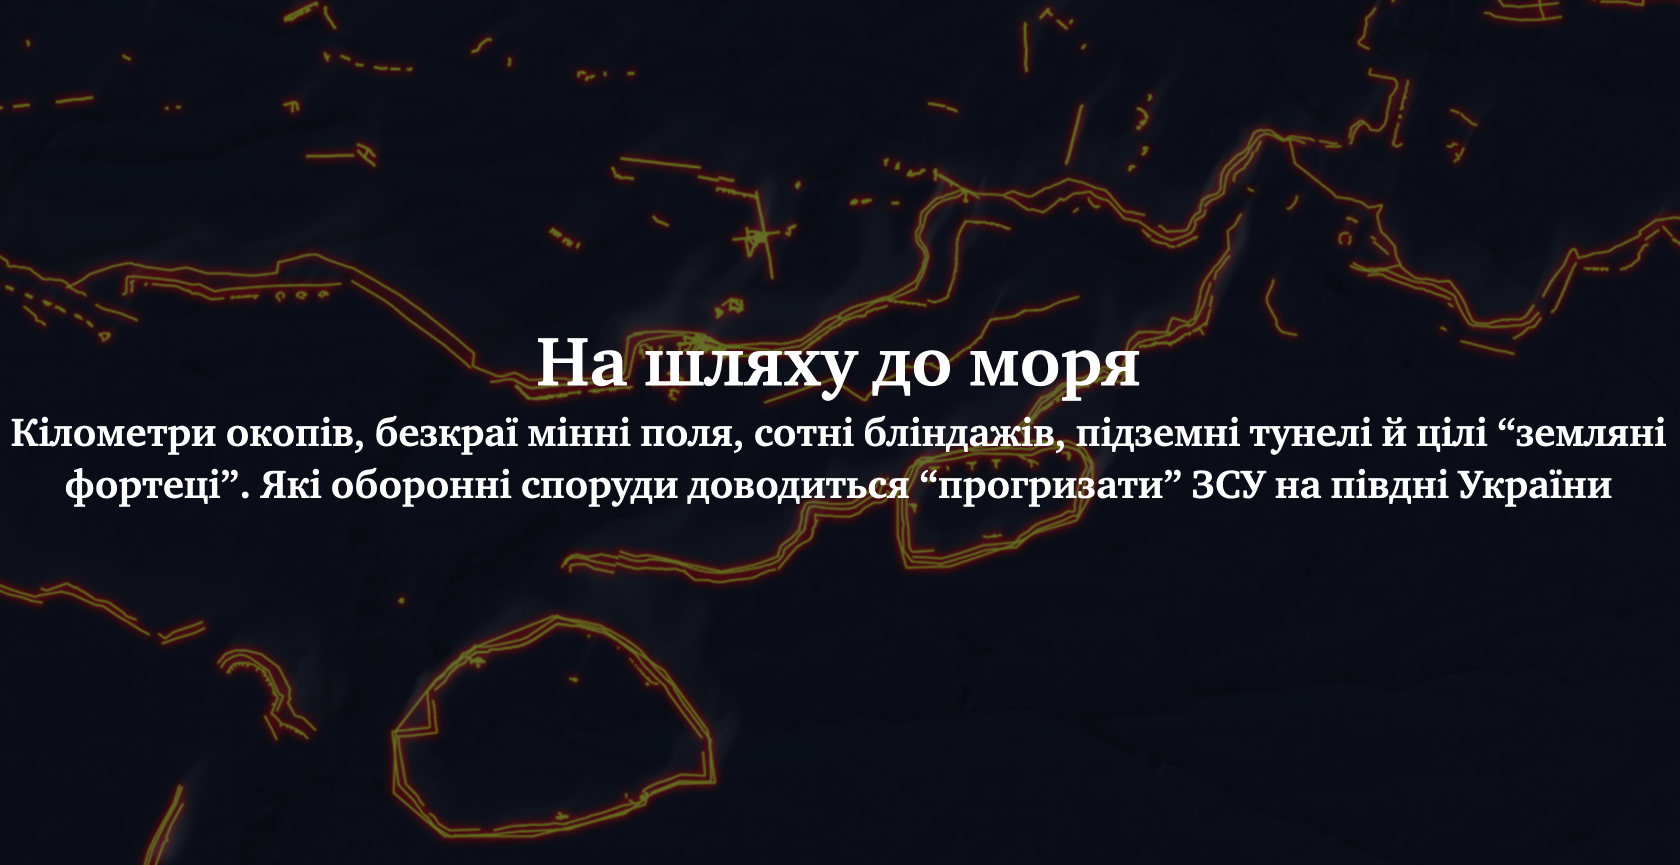 На шляху до моря
Кілометри окопів, безкраї мінні поля, сотні бліндажів, підземні тунелі й цілі “земляні
фортеці”. Які оборонні споруди доводиться “прогризати” ЗСУ на півдні України